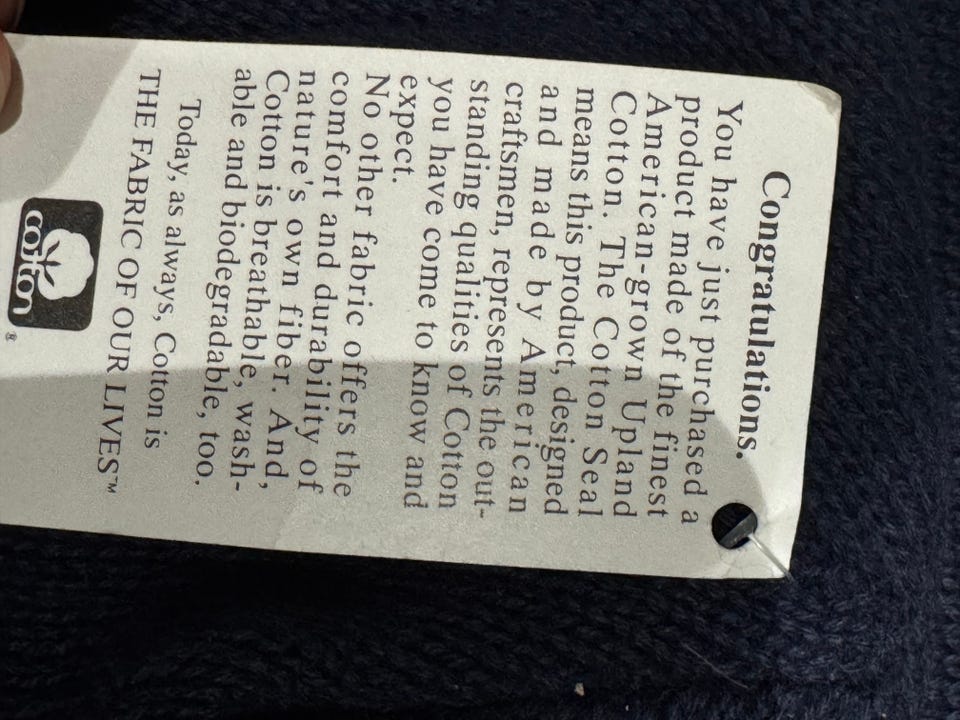 Congratulations.
You have just purchased a
product made of the finest
American-grown Upland
Cotton. The Cotton Seal
means this product, designed
and made by American
craftsmen, represents the out-
standing qualities of Cotton
you have come to know and
expect.
No other fabric offers the
comfort and durability of
nature's own fiber. And,
Cotton is breathable, wash-
able and biodegradable, too.
Today, as always, Cotton is
THE FABRIC OF OUR LIVES™
cotton®